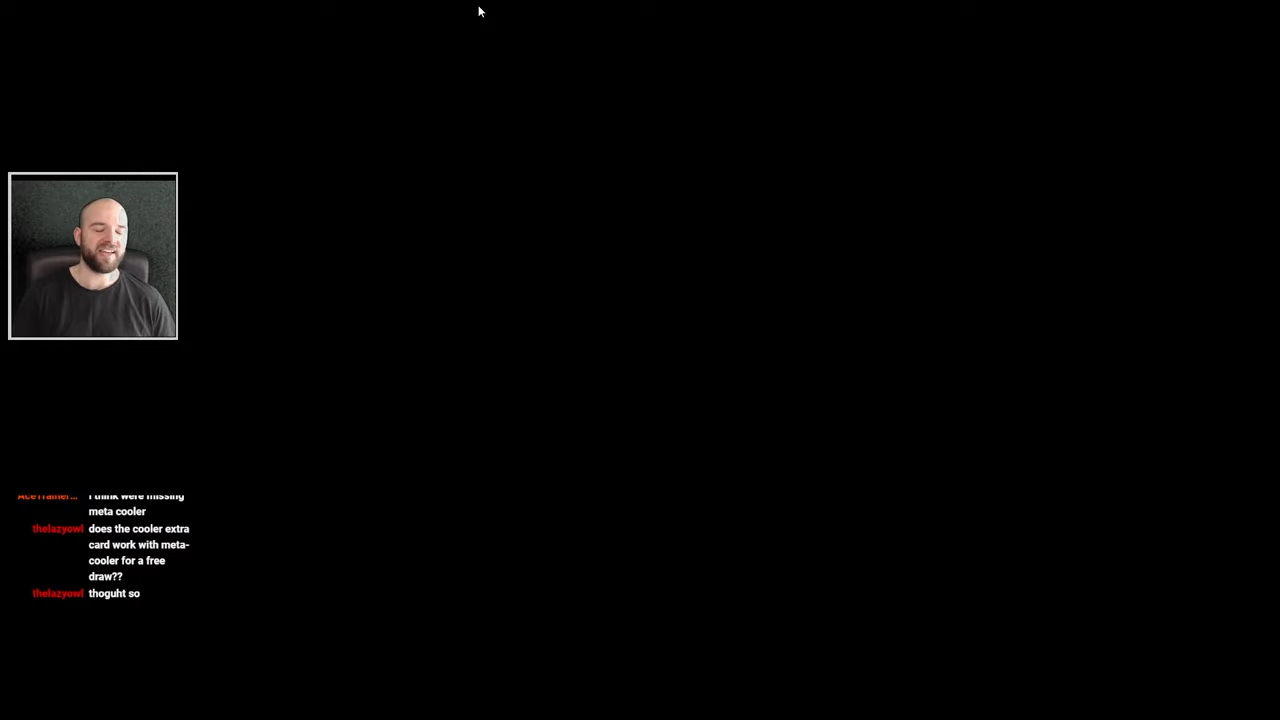 AceTrainer... I think were missing
meta cooler
thelazyowl does the cooler extra
card work with meta-
cooler for a free
draw??
thelazyowl thoguht so